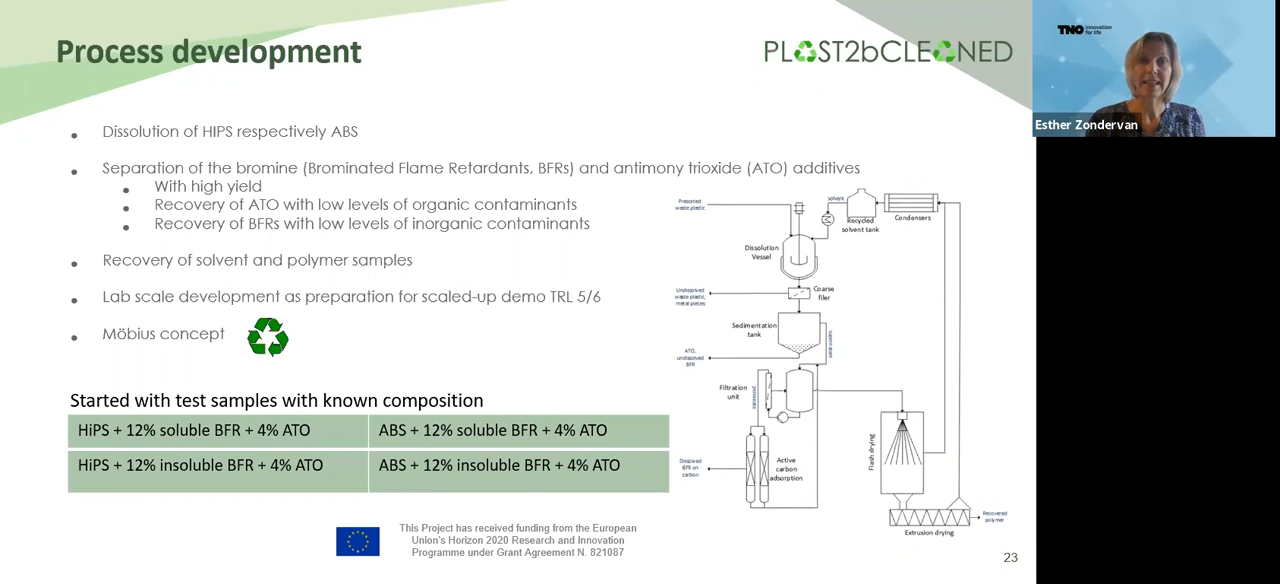 Process development
PLAST2bCLEANED
TNO innovation
for life
Esther Zondervan
Dissolution of HIPS respectively ABS
Separation of the bromine (Brominated Flame Retardants, BFRs) and antimony trioxide (ATO) additives
With high yield
Recovery of ATO with low levels of organic contaminants
Recovery of BFRs with low levels of inorganic contaminants
Recovery of solvent and polymer samples
Lab scale development as preparation for scaled-up demo TRL 5/6
Möbius concept
Started with test samples with known composition
HiPS + 12% soluble BFR + 4% ATO
ABS + 12% soluble BFR + 4% ATO
HiPS + 12% insoluble BFR + 4% ATO
ABS + 12% insoluble BFR + 4% ATO
Presorted
waste plastic
solvent
M
Recycled
solvent tank
Condensers
Dissolution
Vessel
Undissolved
waste plastic,
metal pieces
Coarse
filer
Sedimentation
tank
supernatant
ATO,
undissolved
BFR
Filtration
unit
Dissolved
BFR on
carbon
Active
carbon
adsorption
Flash drying
Extrusion drying
Recovered
polymer
This Project has received funding from the European
Union's Horizon 2020 Research and Innovation
Programme under Grant Agreement N. 821087
23